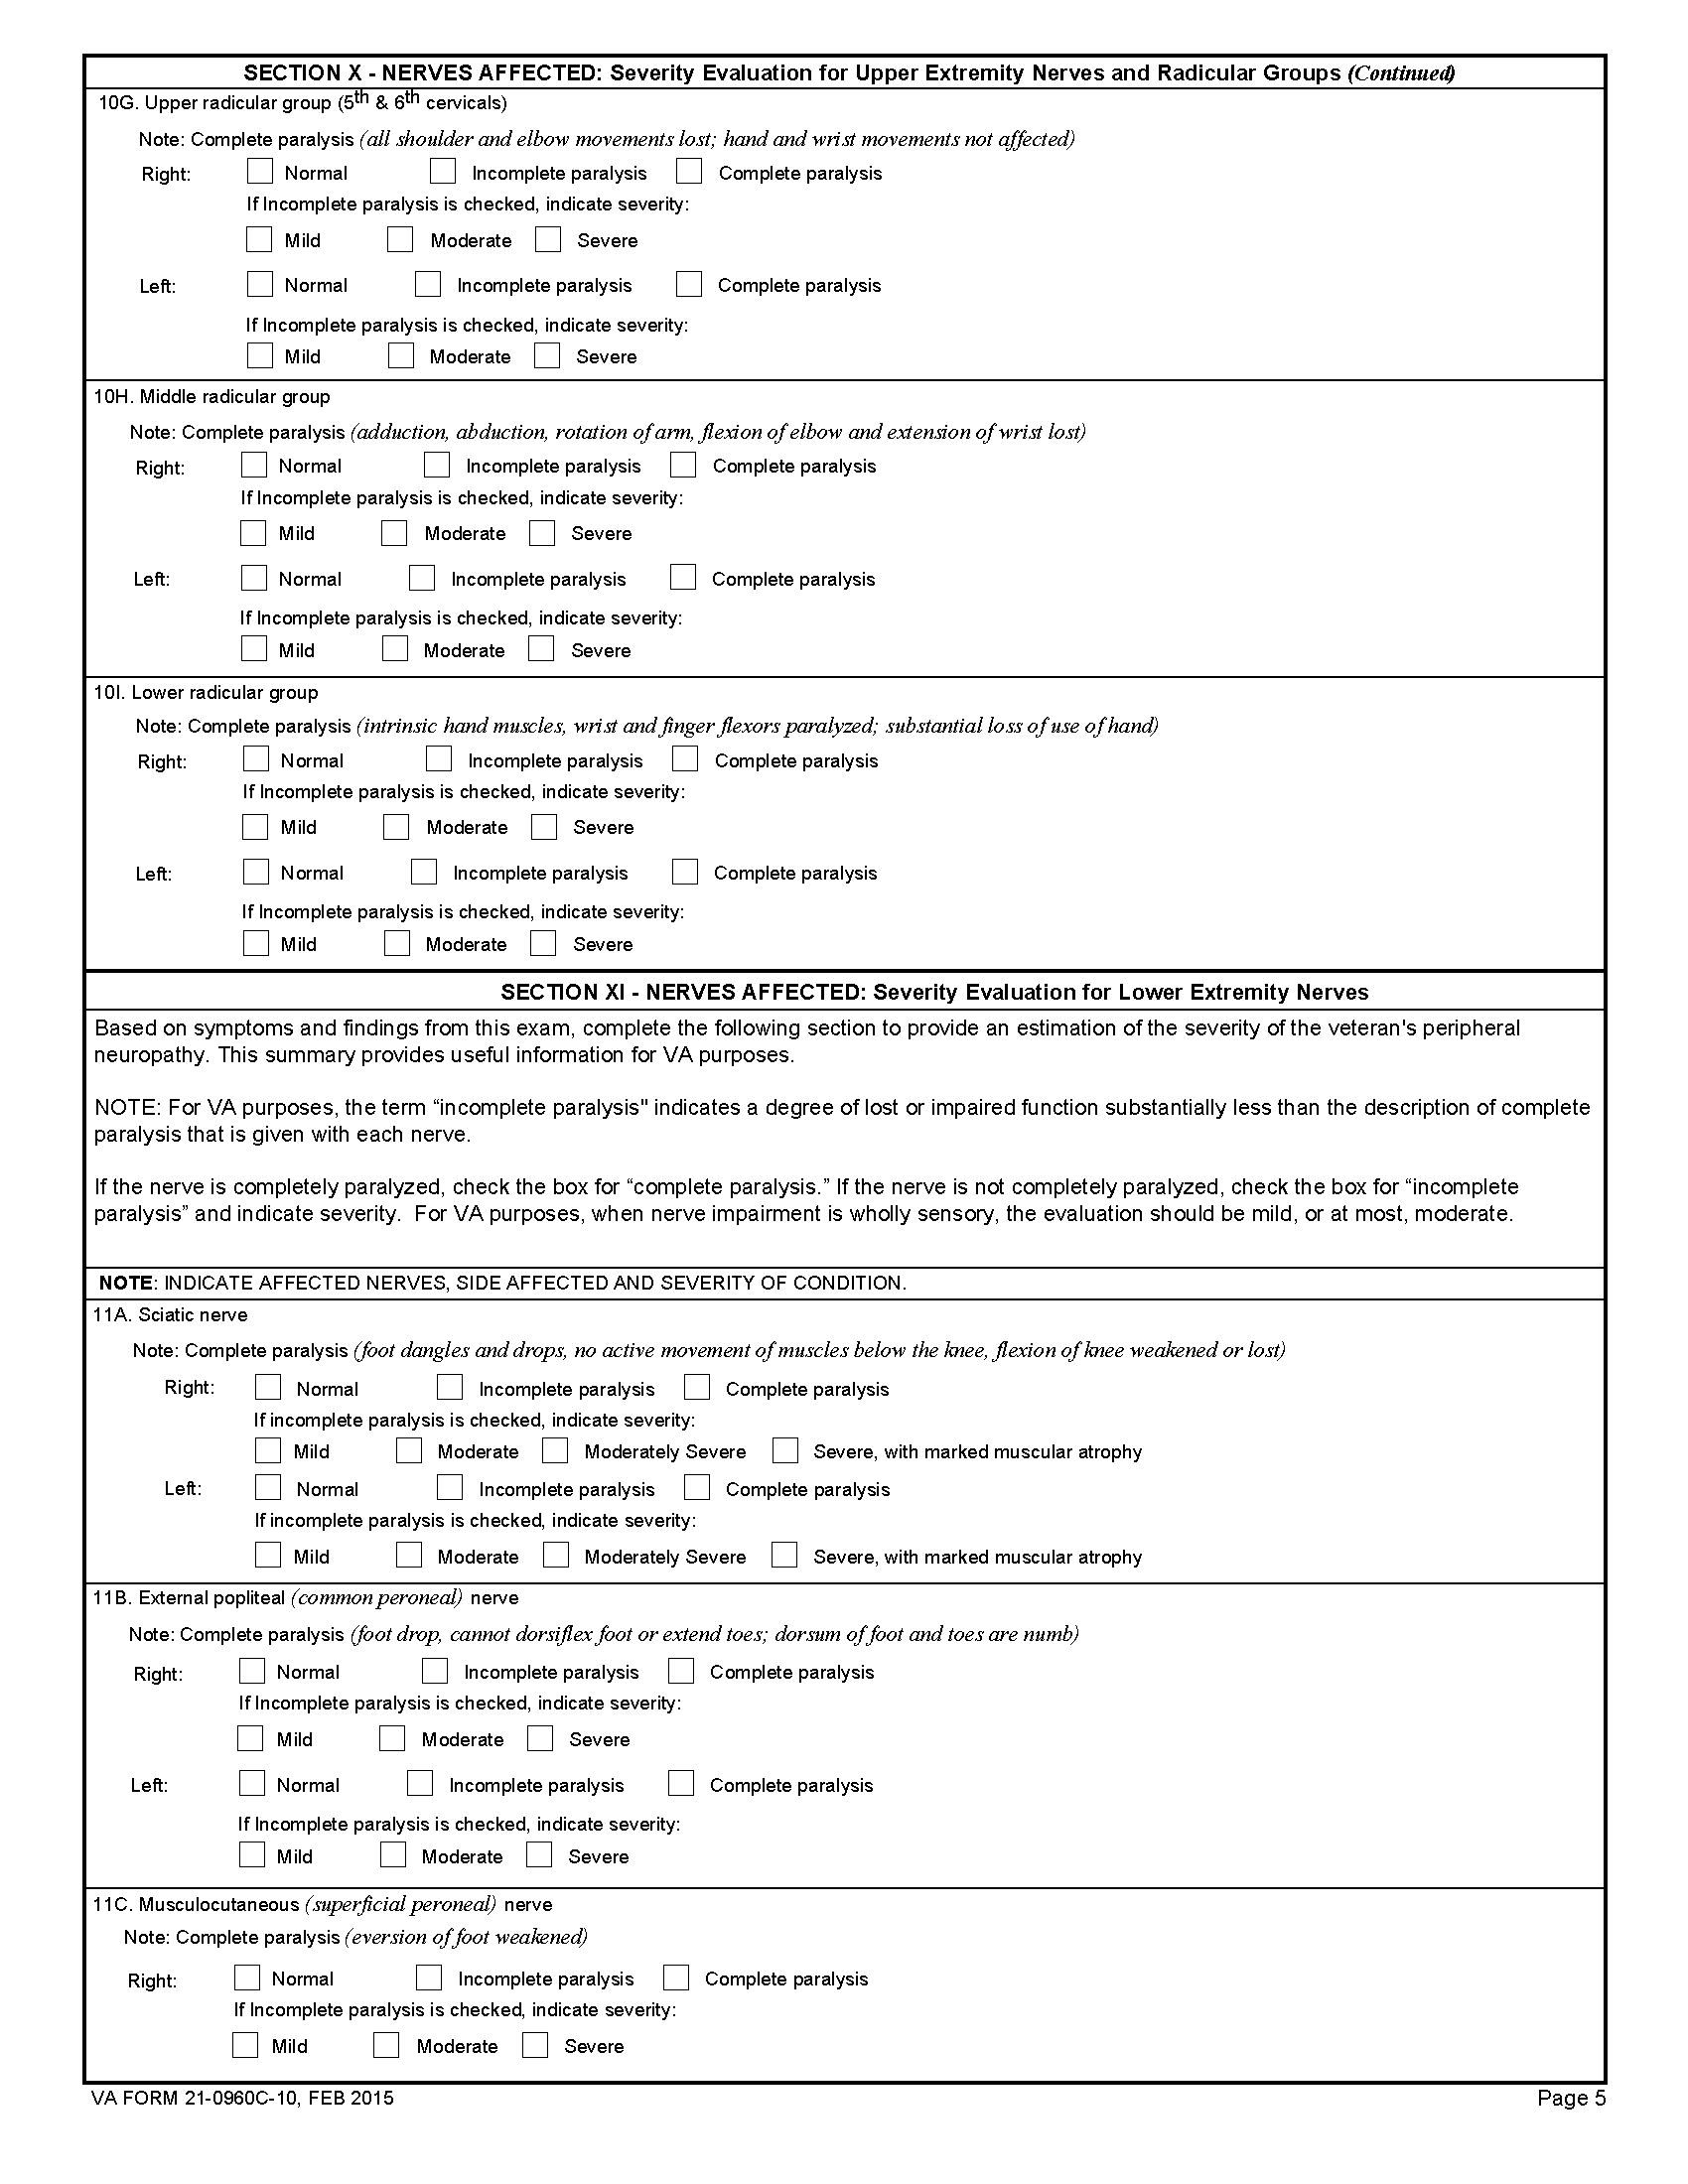 SECTION X - NERVES AFFECTED: Severity Evaluation for Upper Extremity Nerves and Radicular Groups (Continued)
10G. Upper radicular group (5th & 6th cervicals)
Note: Complete paralysis (all shoulder and elbow movements lost; hand and wrist movements not affected)
Right: Normal Incomplete paralysis Complete paralysis
If Incomplete paralysis is checked, indicate severity:
Mild Moderate Severe
Left: Normal Incomplete paralysis Complete paralysis
If Incomplete paralysis is checked, indicate severity:
Mild Moderate Severe
10H. Middle radicular group
Note: Complete paralysis (adduction, abduction, rotation of arm, flexion of elbow and extension of wrist lost)
Right: Normal Incomplete paralysis Complete paralysis
If Incomplete paralysis is checked, indicate severity:
Mild Moderate Severe
Left: Normal Incomplete paralysis Complete paralysis
If Incomplete paralysis is checked, indicate severity:
Mild Moderate Severe
10I. Lower radicular group
Note: Complete paralysis (intrinsic hand muscles, wrist and finger flexors paralyzed; substantial loss of use of hand)
Right: Normal Incomplete paralysis Complete paralysis
If Incomplete paralysis is checked, indicate severity:
Mild Moderate Severe
Left: Normal Incomplete paralysis Complete paralysis
If Incomplete paralysis is checked, indicate severity:
Mild Moderate Severe
SECTION XI - NERVES AFFECTED: Severity Evaluation for Lower Extremity Nerves
Based on symptoms and findings from this exam, complete the following section to provide an estimation of the severity of the veteran's peripheral
neuropathy. This summary provides useful information for VA purposes.
NOTE: For VA purposes, the term “incomplete paralysis" indicates a degree of lost or impaired function substantially less than the description of complete
paralysis that is given with each nerve.
If the nerve is completely paralyzed, check the box for “complete paralysis.” If the nerve is not completely paralyzed, check the box for “incomplete
paralysis” and indicate severity.  For VA purposes, when nerve impairment is wholly sensory, the evaluation should be mild, or at most, moderate.
NOTE: INDICATE AFFECTED NERVES, SIDE AFFECTED AND SEVERITY OF CONDITION.
11A. Sciatic nerve
Note: Complete paralysis (foot dangles and drops, no active movement of muscles below the knee, flexion of knee weakened or lost)
Right: Normal Incomplete paralysis Complete paralysis
If incomplete paralysis is checked, indicate severity:
Mild Moderate Moderately Severe Severe, with marked muscular atrophy
Left: Normal Incomplete paralysis Complete paralysis
If incomplete paralysis is checked, indicate severity:
Mild Moderate Moderately Severe Severe, with marked muscular atrophy
11B. External popliteal (common peroneal) nerve
Note: Complete paralysis (foot drop, cannot dorsiflex foot or extend toes; dorsum of foot and toes are numb)
Right: Normal Incomplete paralysis Complete paralysis
If Incomplete paralysis is checked, indicate severity:
Mild Moderate Severe
Left: Normal Incomplete paralysis Complete paralysis
If Incomplete paralysis is checked, indicate severity:
Mild Moderate Severe
11C. Musculocutaneous (superficial peroneal) nerve
Note: Complete paralysis (eversion of foot weakened)
Right: Normal Incomplete paralysis Complete paralysis
If Incomplete paralysis is checked, indicate severity:
Mild Moderate Severe
VA FORM 21-0960C-10, FEB 2015 Page 5